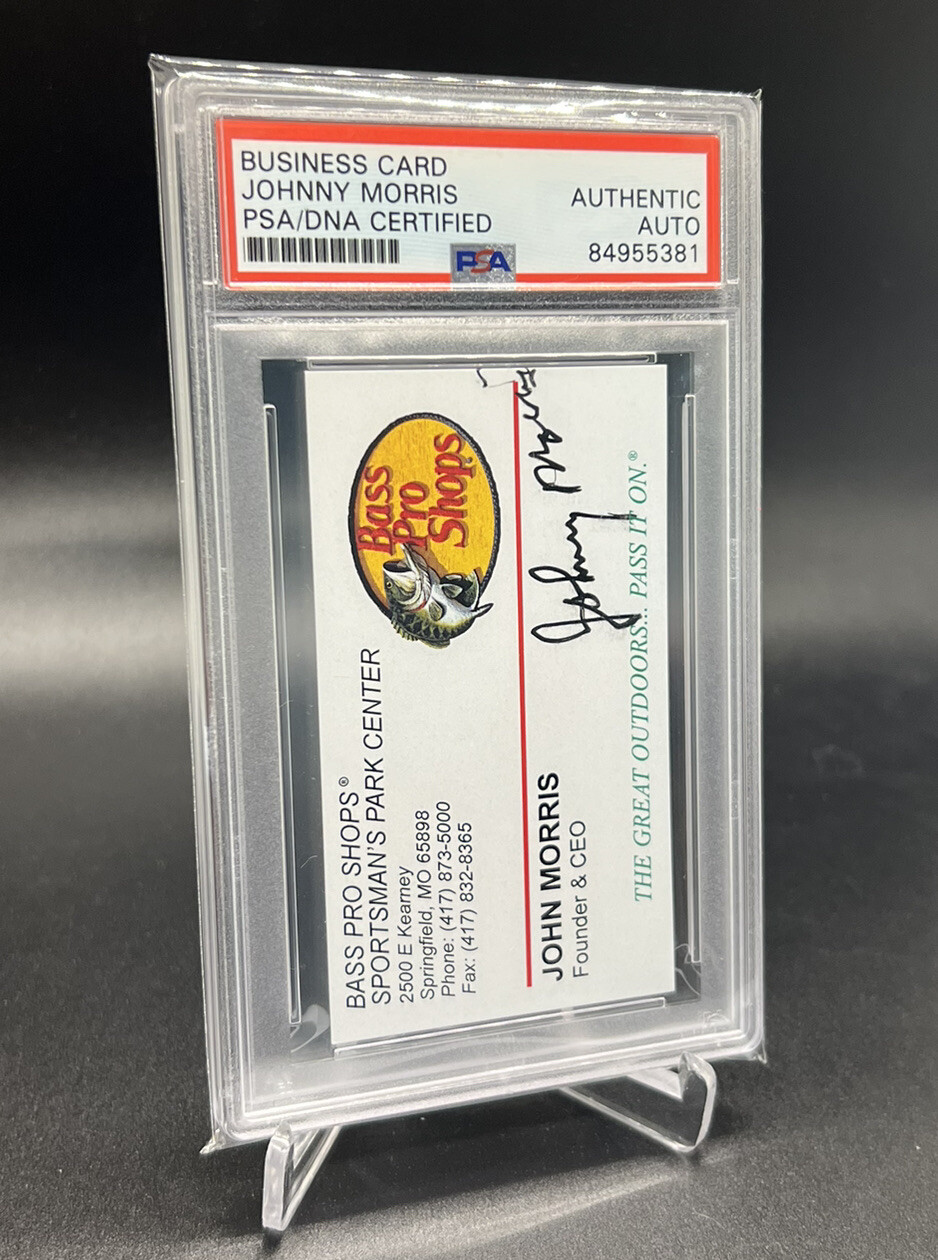 BUSINESS CARD
JOHNNY MORRIS
PSA/DNA CERTIFIED
AUTHENTIC
AUTO
84955381
PSA
BASS PRO SHOPS®
SPORTSMAN'S PARK CENTER
2500 E Kearney
Springfield, MO 65898
Phone: (417) 873-5000
Fax: (417) 832-8365
Bass
Pro
Shops
Johnny Morris
JOHN MORRIS
Founder & CEO
THE GREAT OUTDOORS... PASS IT ON.®